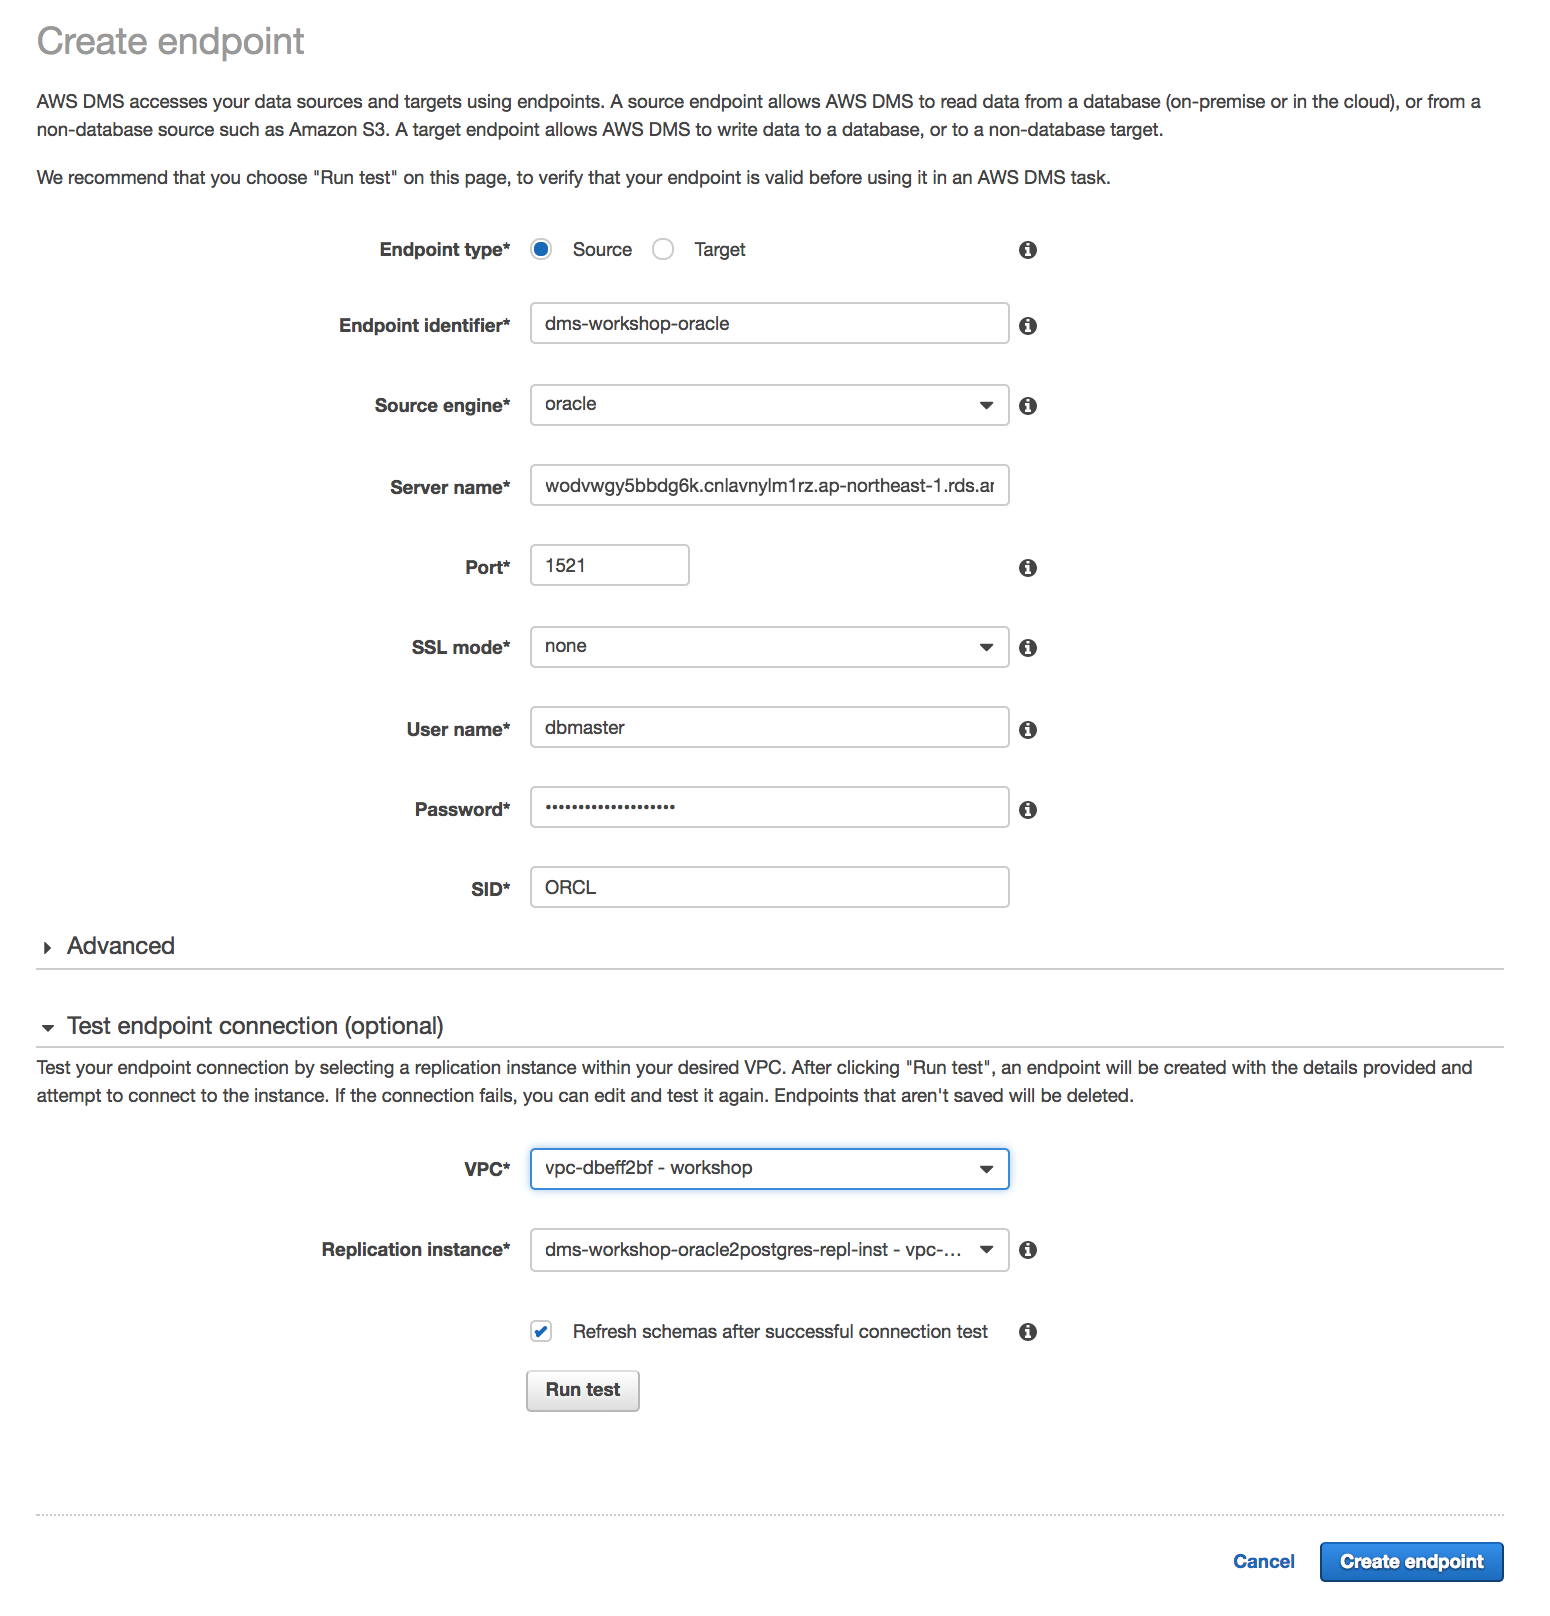 Create endpoint
AWS DMS accesses your data sources and targets using endpoints. A source endpoint allows AWS DMS to read data from a database (on-premise or in the cloud), or from a
non-database source such as Amazon S3. A target endpoint allows AWS DMS to write data to a database, or to a non-database target.
We recommend that you choose "Run test" on this page, to verify that your endpoint is valid before using it in an AWS DMS task.
Endpoint type* Source Target
Endpoint identifier* dms-workshop-oracle
Source engine* oracle
Server name* wodvwgy5bbdg6k.cnlavnylm1rz.ap-northeast-1.rds.ar
Port* 1521
SSL mode* none
User name* dbmaster
Password* ••••••••••••••••••••
SID* ORCL
Advanced
Test endpoint connection (optional)
Test your endpoint connection by selecting a replication instance within your desired VPC. After clicking "Run test", an endpoint will be created with the details provided and
attempt to connect to the instance. If the connection fails, you can edit and test it again. Endpoints that aren't saved will be deleted.
VPC* vpc-dbeff2bf - workshop
Replication instance* dms-workshop-oracle2postgres-repl-inst - vpc-...
Refresh schemas after successful connection test
Run test
Cancel Create endpoint